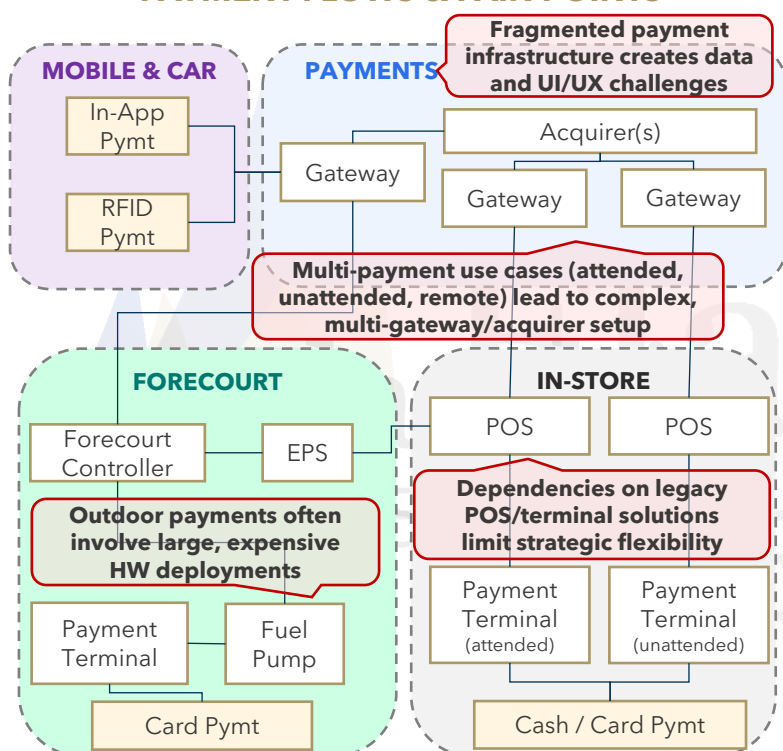 MOBILE & CAR
In-App
Pymt
RFID
Pymt
PAYMENTS
Fragmented payment
infrastructure creates data
and UI/UX challenges
Acquirer(s)
Gateway
Gateway
Gateway
Multi-payment use cases (attended,
unattended, remote) lead to complex,
multi-gateway/acquirer setup
FORECOURT
Forecourt
Controller
EPS
Outdoor payments often
involve large, expensive
HW deployments
Payment
Terminal
Fuel
Pump
Card Pymt
IN-STORE
POS
POS
Dependencies on legacy
POS/terminal solutions
limit strategic flexibility
Payment
Terminal
(attended)
Payment
Terminal
(unattended)
Cash / Card Pymt